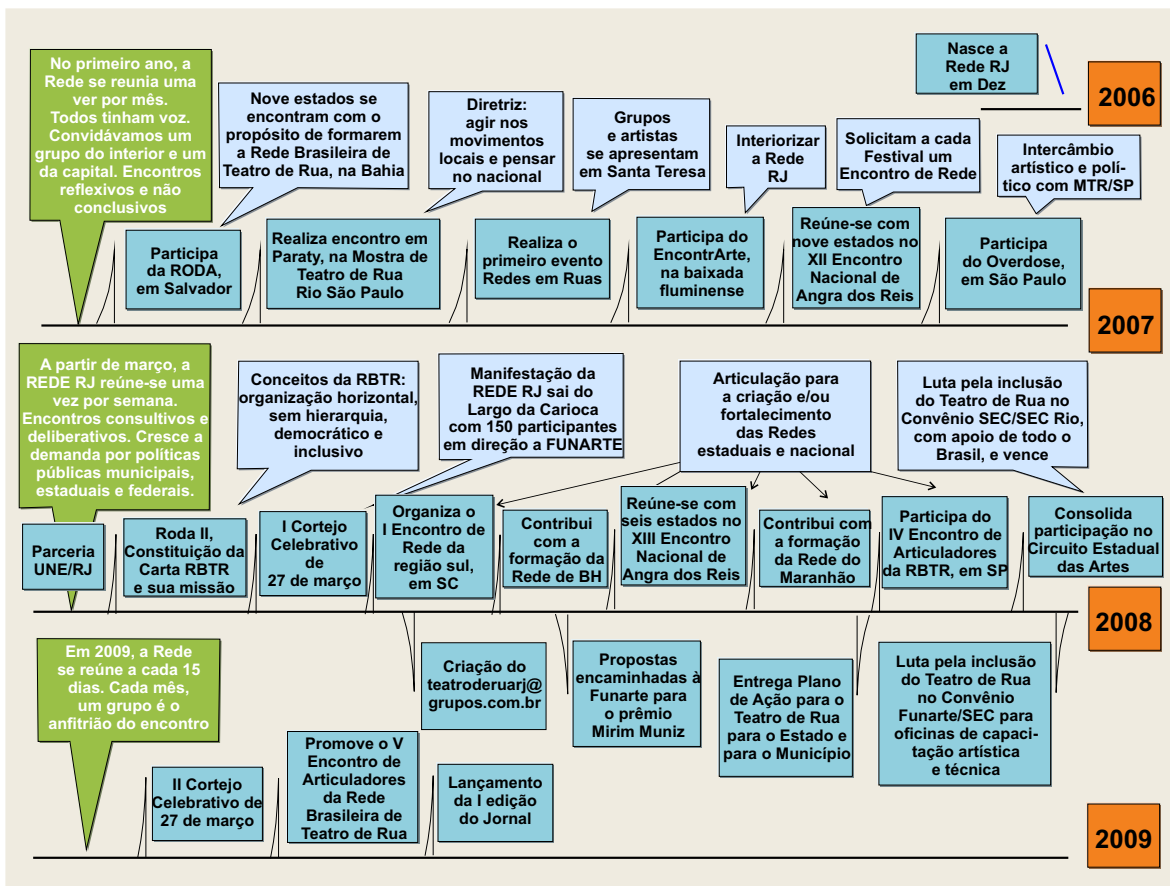 Nasce a
Rede RJ
em Dez
2006
No primeiro ano, a
Rede se reunia uma
ver por mês.
Todos tinham voz.
Convidávamos um
grupo do interior e um
da capital. Encontros
reflexivos e não
conclusivos
Nove estados se
encontram com o
propósito de formarem
a Rede Brasileira de
Teatro de Rua, na Bahia
Diretriz:
agir nos
movimentos
locais e pensar
no nacional
Grupos
e artistas
se apresentam
em Santa Teresa
Interiorizar
a Rede
RJ
Solicitam a cada
Festival um
Encontro de Rede
Intercâmbio
artístico e polí-
tico com MTR/SP
Participa
da RODA,
em Salvador
Realiza encontro em
Paraty, na Mostra de
Teatro de Rua
Rio São Paulo
Realiza o
primeiro evento
Redes em Ruas
Participa do
EncontrArte,
na baixada
fluminense
Reúne-se com
nove estados no
XII Encontro
Nacional de
Angra dos Reis
Participa
do Overdose,
em São Paulo
2007
A partir de março, a
REDE RJ reúne-se uma
vez por semana.
Encontros consultivos e
deliberativos. Cresce a
demanda por políticas
públicas municipais,
estaduais e federais.
Conceitos da RBTR:
organização horizontal,
sem hierarquia,
democrático e
inclusivo
Manifestação da
REDE RJ sai do
Largo da Carioca
com 150 participantes
em direção a FUNARTE
Articulação para
a criação e/ou
fortalecimento
das Redes
estaduais e nacional
Luta pela inclusão
do Teatro de Rua no
Convênio SEC/SEC Rio,
com apoio de todo o
Brasil, e vence
Parceria
UNE/RJ
Roda II,
Constituição da
Carta RBTR
e sua missão
I Cortejo
Celebrativo
de
27 de março
Organiza o
I Encontro de
Rede da
região sul,
em SC
Contribui
com a
formação da
Rede de BH
Reúne-se com
seis estados no
XIII Encontro
Nacional de
Angra dos Reis
Contribui com
a formação
da Rede do
Maranhão
Participa do
IV Encontro de
Articuladores
da RBTR, em SP
Consolida
participação no
Circuito Estadual
das Artes
2008
Criação do
teatroderuarj@
grupos.com.br
Propostas
encaminhadas à
Funarte para
o prêmio
Mirim Muniz
Entrega Plano
de Ação para o
Teatro de Rua
para o Estado e
para o Município
Luta pela inclusão
do Teatro de Rua
no Convênio
Funarte/SEC para
oficinas de capaci-
tação artística
e técnica
Em 2009, a Rede
se reúne a cada 15
dias. Cada mês,
um grupo é o
anfitrião do encontro
II Cortejo
Celebrativo de
27 de março
Promove o V
Encontro de
Articuladores
da Rede
Brasileira de
Teatro de Rua
Lançamento
da I edição
do Jornal
2009